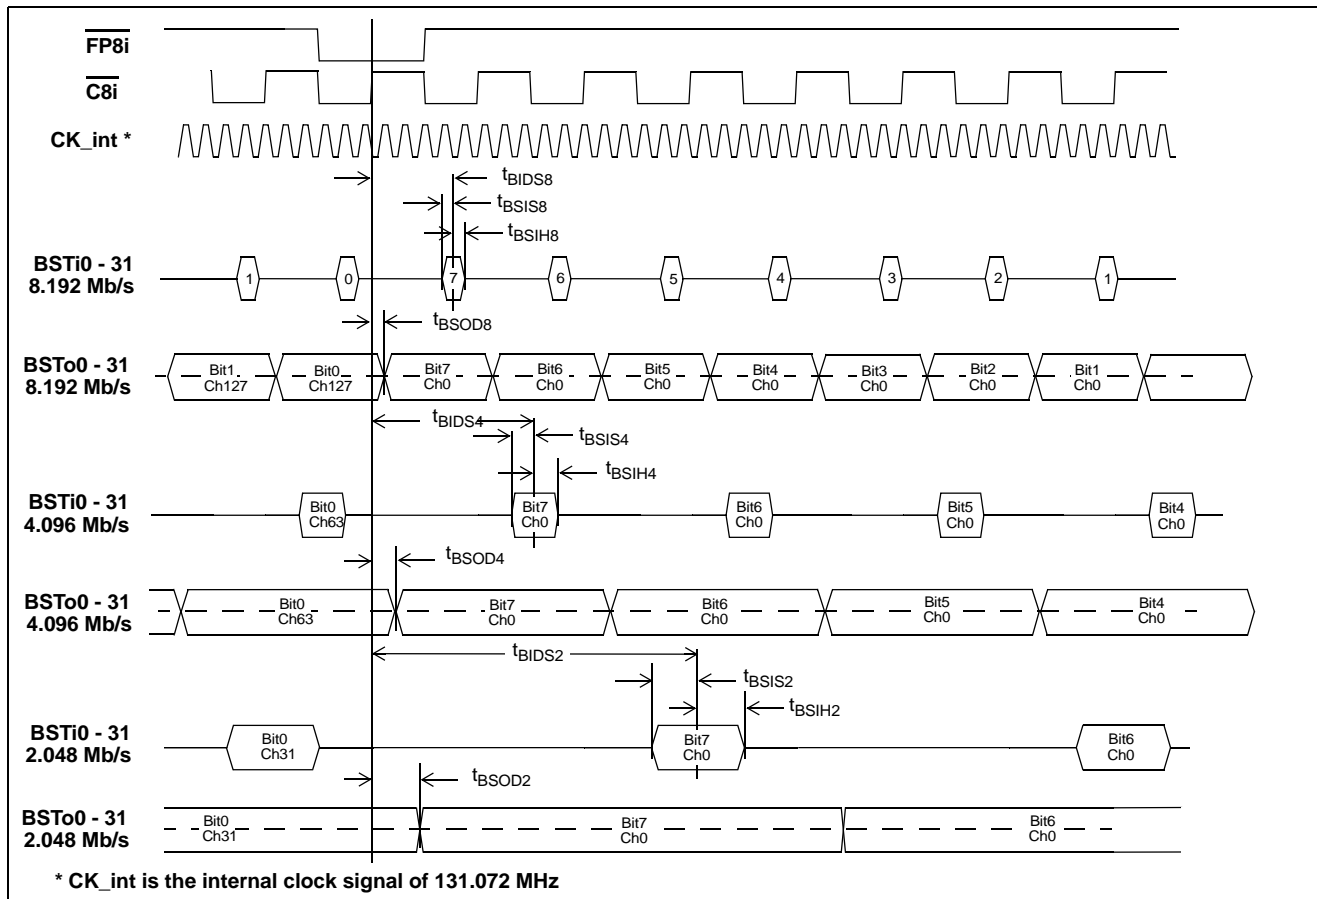 FP8i
C8i
CK_int *
tBIDS8
tBSIS8
tBSIH8
BSTi0 - 31
8.192 Mb/s
1 0 7 6 5 4 3 2 1
tBSOD8
BSTo0 - 31
8.192 Mb/s
Bit1 Bit0 Bit7 Bit6 Bit5 Bit4 Bit3 Bit2 Bit1
Ch127 Ch127 Ch0 Ch0 Ch0 Ch0 Ch0 Ch0 Ch0
tBIDS4
tBSIS4
tBSIH4
BSTi0 - 31
4.096 Mb/s
Bit0 Bit7 Bit6 Bit5 Bit4
Ch63 Ch0 Ch0 Ch0 Ch0
tBSOD4
BSTo0 - 31
4.096 Mb/s
Bit0 Bit7 Bit6 Bit5 Bit4
Ch63 Ch0 Ch0 Ch0 Ch0
tBIDS2
tBSIS2
tBSIH2
BSTi0 - 31
2.048 Mb/s
Bit0 Bit7 Bit6
Ch31 Ch0 Ch0
tBSOD2
BSTo0 - 31
2.048 Mb/s
Bit0 Bit7 Bit6
Ch31 Ch0 Ch0
* CK_int is the internal clock signal of 131.072 MHz